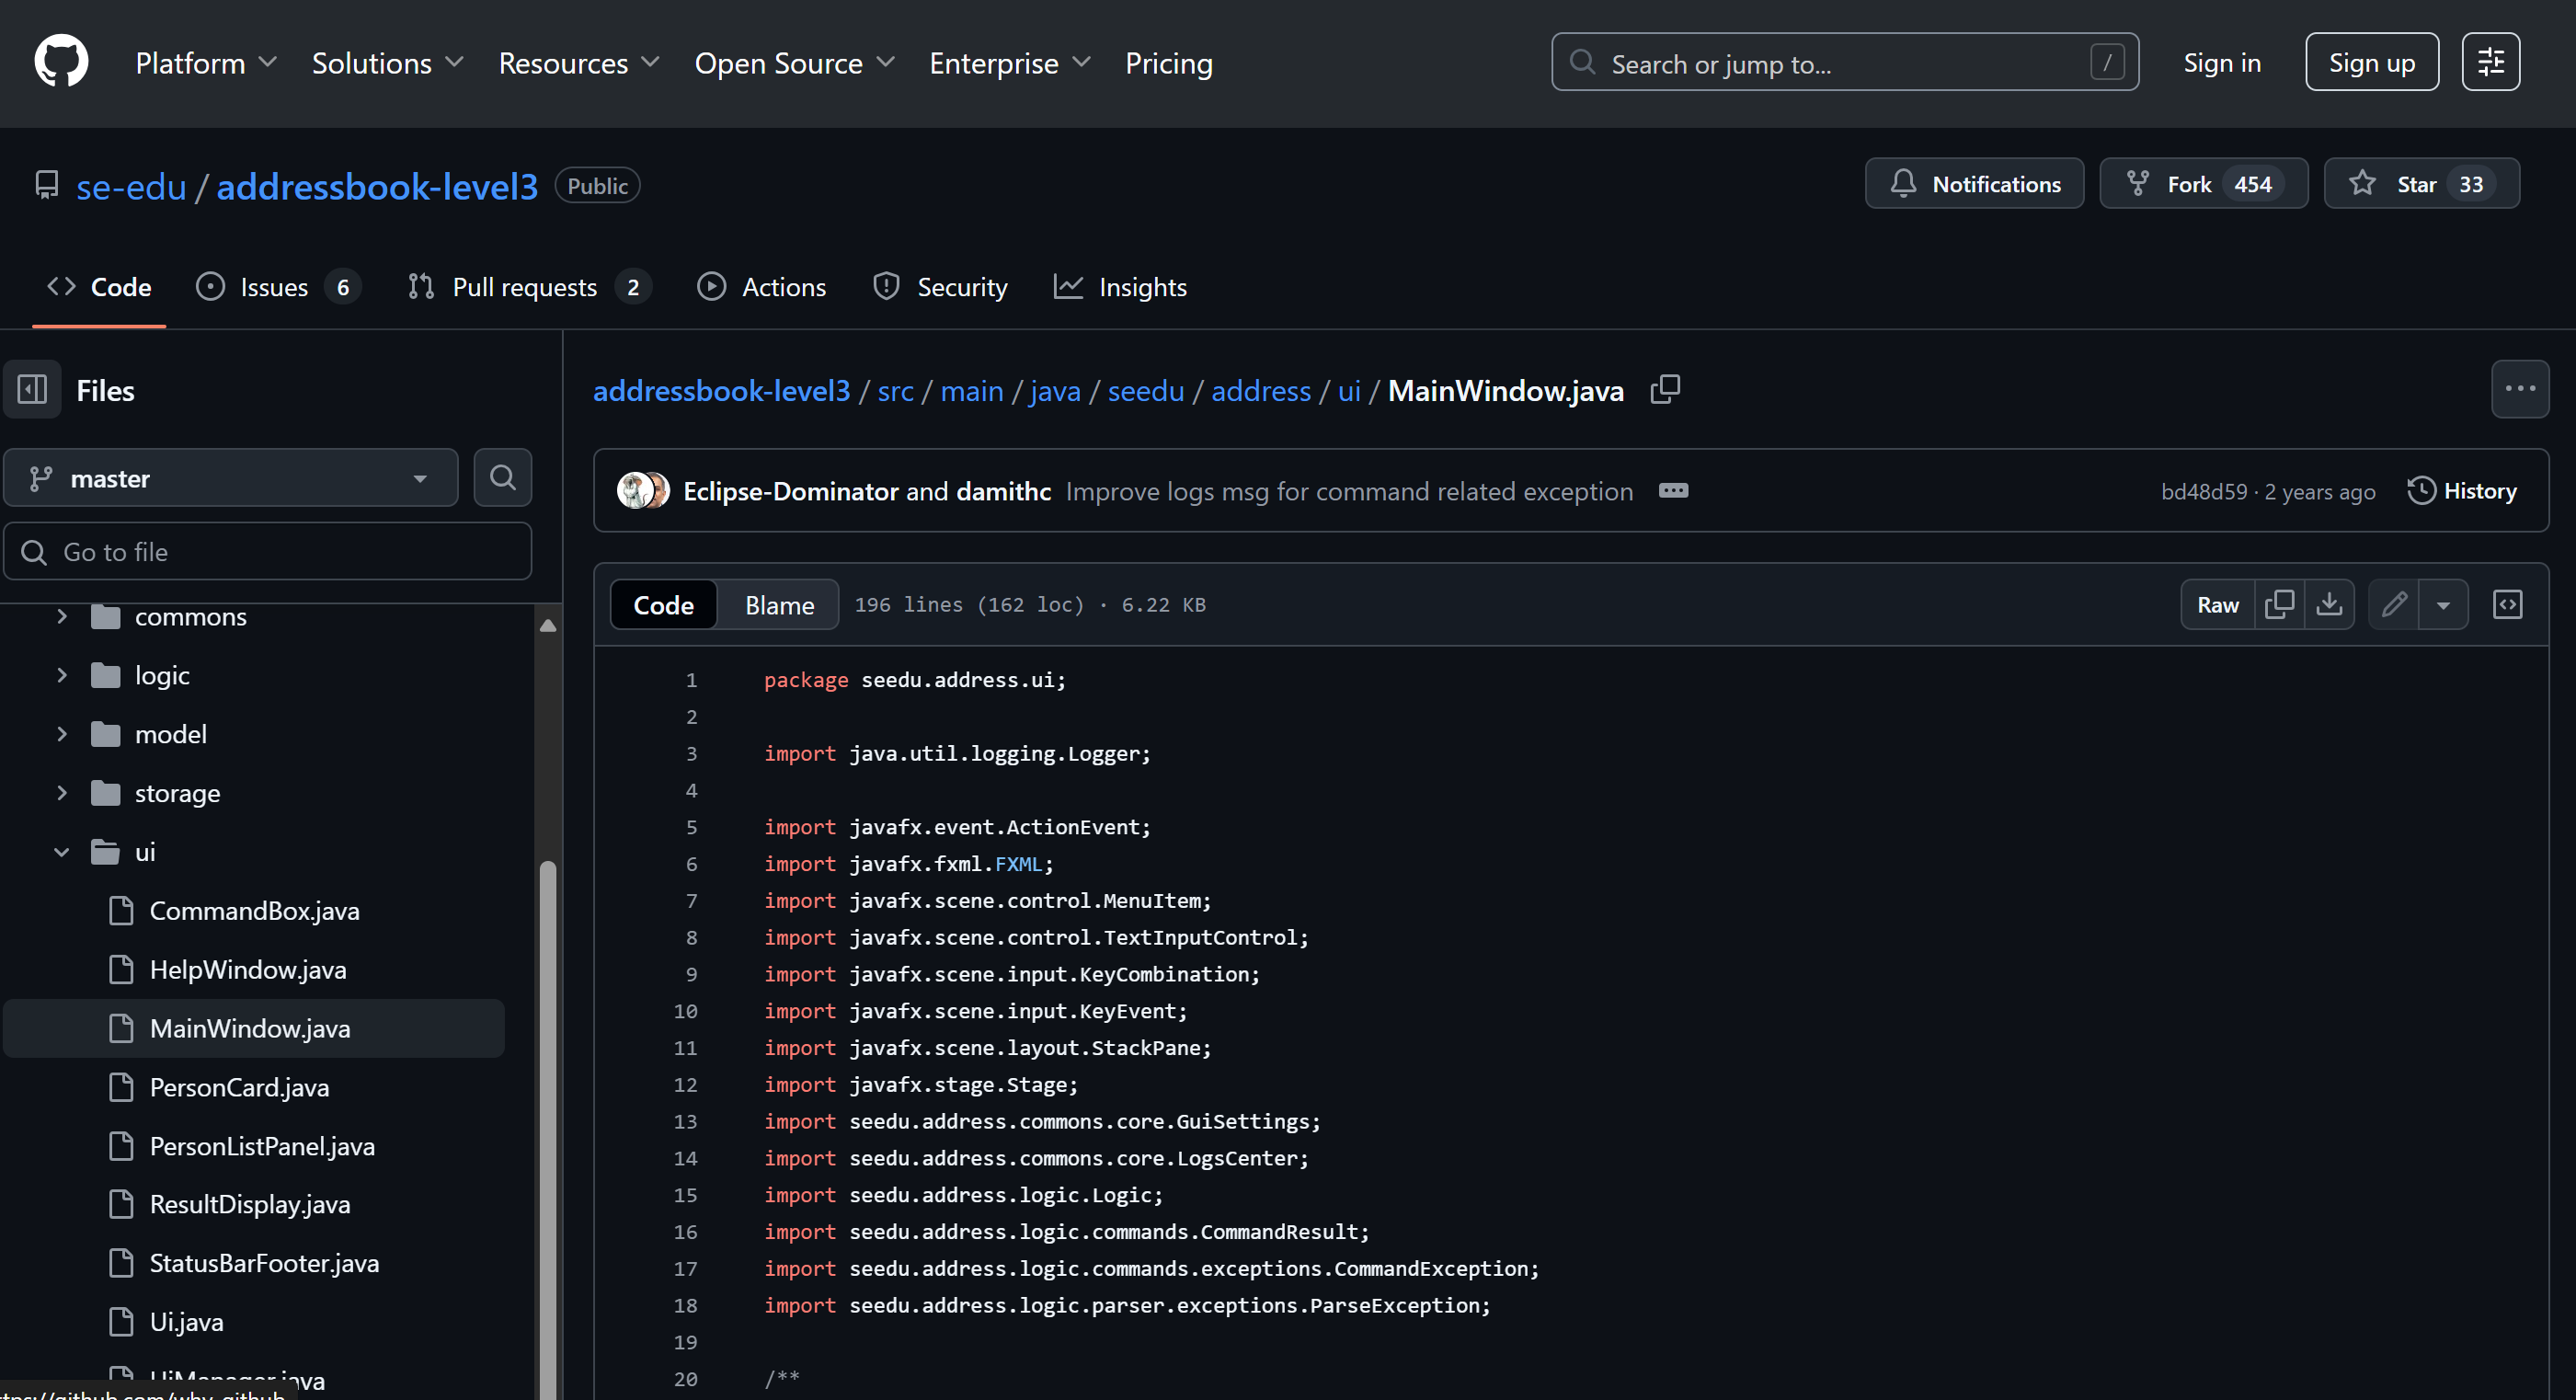 Platform Solutions Resources Open Source Enterprise Pricing Search or jump to... / Sign in Sign up
se-edu / addressbook-level3 Public Notifications Fork 454 Star 33
Code Issues 6 Pull requests 2 Actions Security Insights
Files
master
Go to file
commons
logic
model
storage
ui
CommandBox.java
HelpWindow.java
MainWindow.java
PersonCard.java
PersonListPanel.java
ResultDisplay.java
StatusBarFooter.java
Ui.java
UiManager.java
addressbook-level3 / src / main / java / seedu / address / ui / MainWindow.java
Eclipse-Dominator and damithc Improve logs msg for command related exception bd48d59 · 2 years ago History
Code Blame 196 lines (162 loc) · 6.22 KB Raw
1 package seedu.address.ui;
2
3 import java.util.logging.Logger;
4
5 import javafx.event.ActionEvent;
6 import javafx.fxml.FXML;
7 import javafx.scene.control.MenuItem;
8 import javafx.scene.control.TextInputControl;
9 import javafx.scene.input.KeyCombination;
10 import javafx.scene.input.KeyEvent;
11 import javafx.scene.layout.StackPane;
12 import javafx.stage.Stage;
13 import seedu.address.commons.core.GuiSettings;
14 import seedu.address.commons.core.LogsCenter;
15 import seedu.address.logic.Logic;
16 import seedu.address.logic.commands.CommandResult;
17 import seedu.address.logic.commands.exceptions.CommandException;
18 import seedu.address.logic.parser.exceptions.ParseException;
19
20 /**